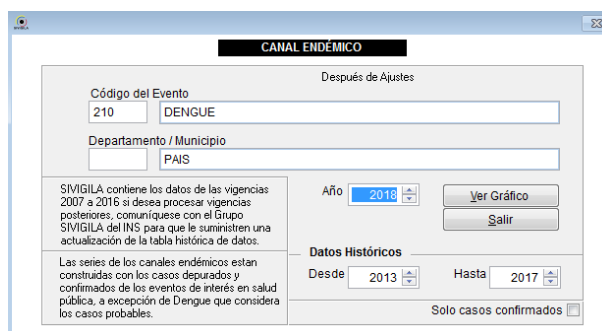 SIVIGILA
CANAL ENDÉMICO
Después de Ajustes
Código del Evento
210 DENGUE
Departamento / Municipio
PAIS
SIVIGILA contiene los datos de las vigencias
2007 a 2016 si desea procesar vigencias
posteriores, comuníquese con el Grupo
SIVIGILA del INS para que le suministren una
actualización de la tabla histórica de datos.
Las series de los canales endémicos estan
construidas con los casos depurados y
confirmados de los eventos de interés en salud
pública, a excepción de Dengue que considera
los casos probables.
Año 2018
Ver Gráfico
Salir
Datos Históricos
Desde 2013 Hasta 2017
Solo casos confirmados